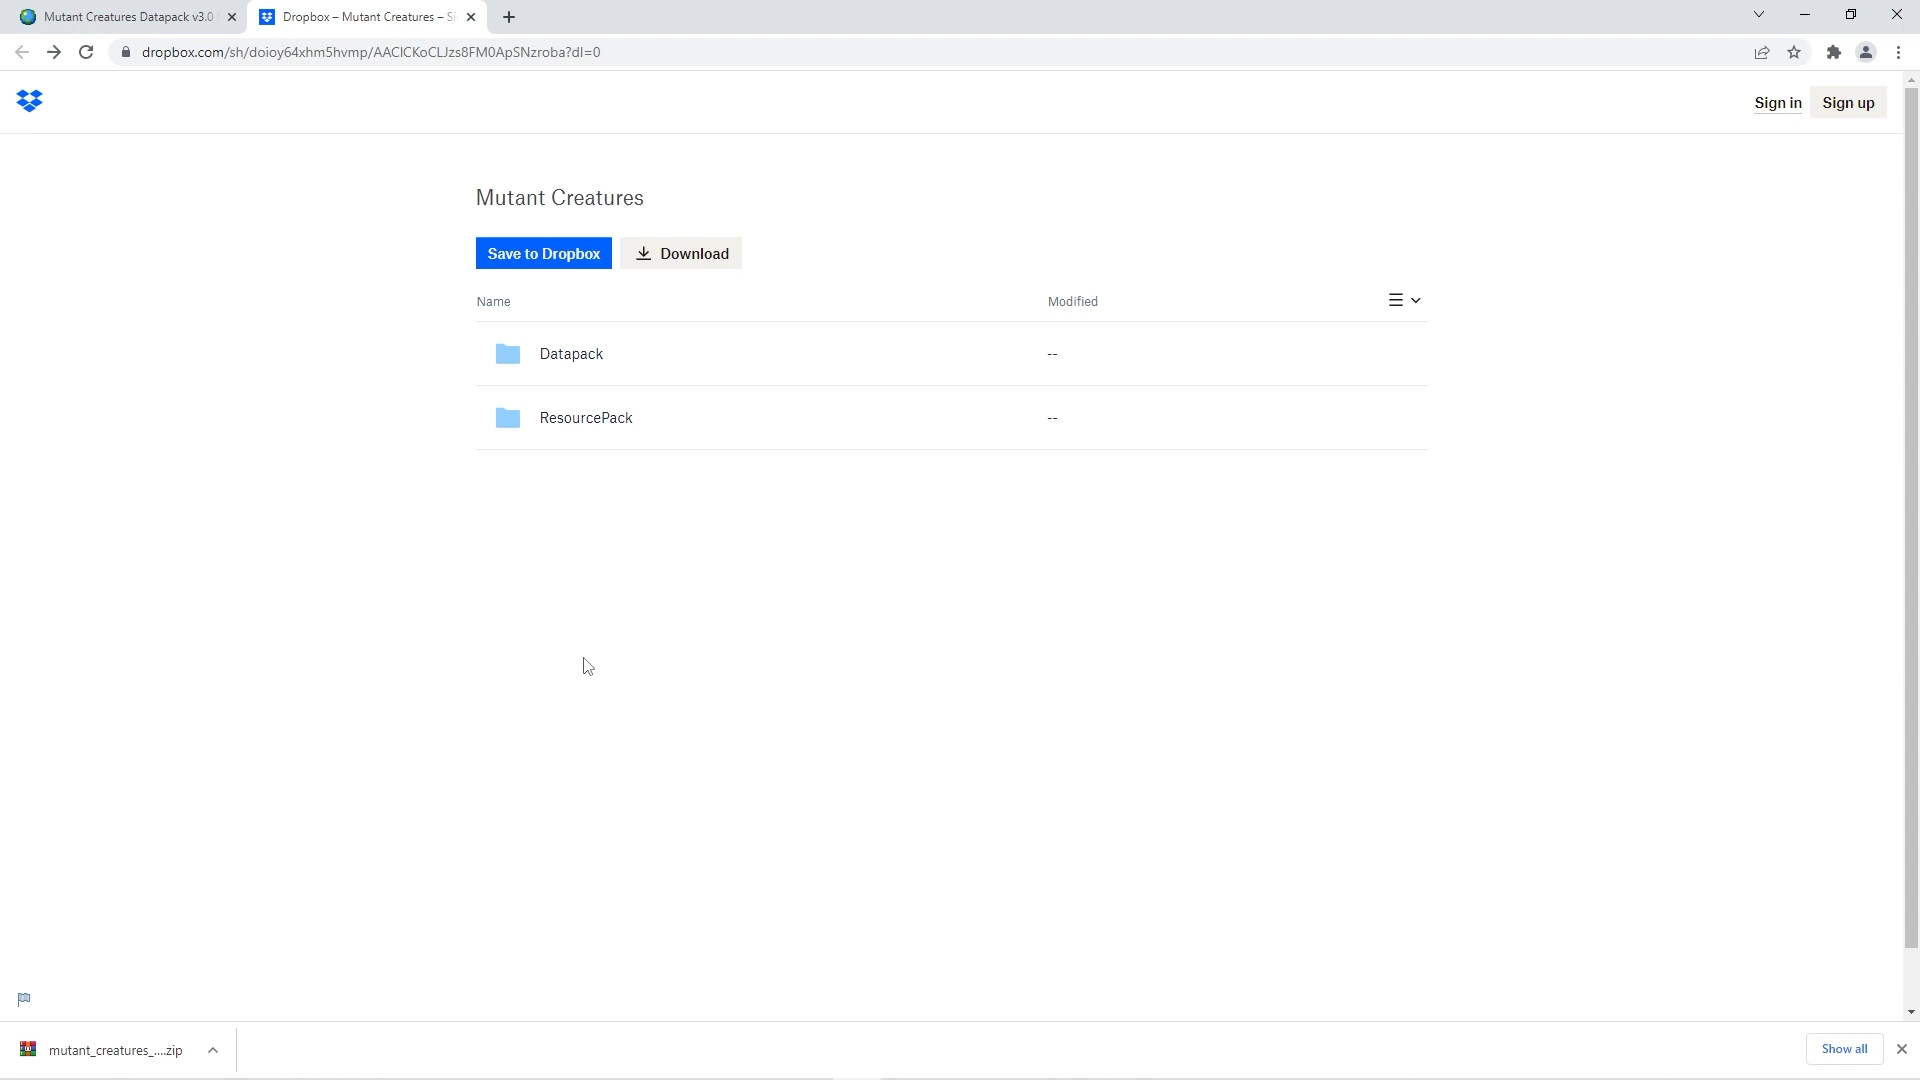 Mutant Creatures Datapack v3.0
Dropbox – Mutant Creatures – Si
dropbox.com/sh/doioy64xhm5hvmp/AACICKoCLJzs8FM0ApSNzroba?dl=0
Sign in
Sign up
Mutant Creatures
Save to Dropbox
Download
Name
Modified
Datapack
--
ResourcePack
--
mutant_creatures_....zip
Show all